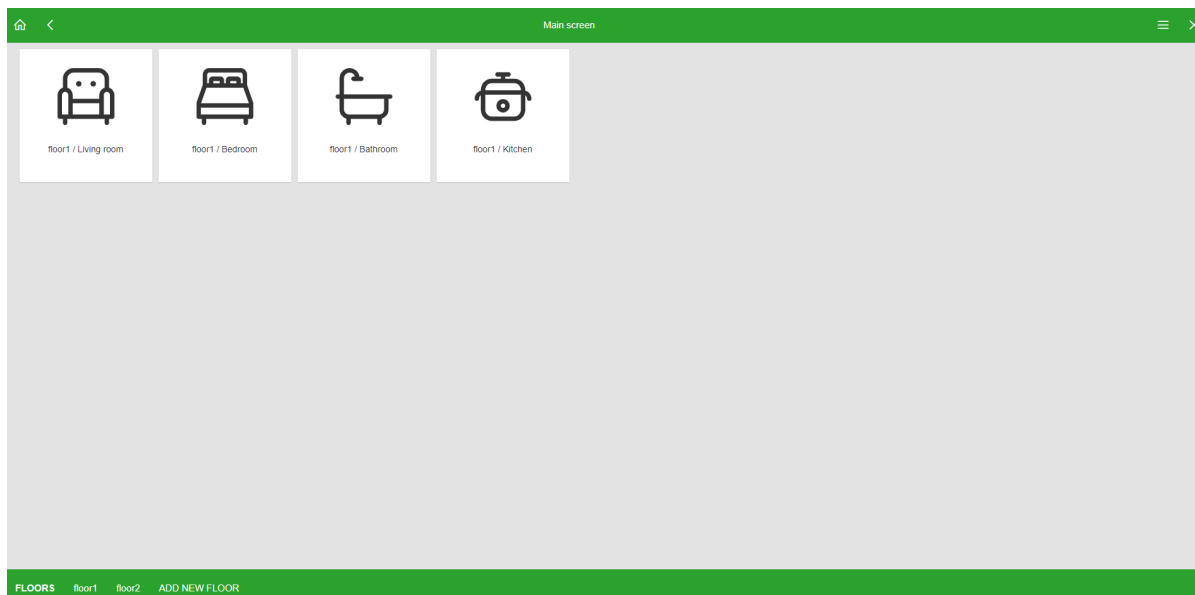 Main screen
floor1 / Living room
floor1 / Bedroom
floor1 / Bathroom
floor1 / Kitchen
FLOORS floor1 floor2 ADD NEW FLOOR